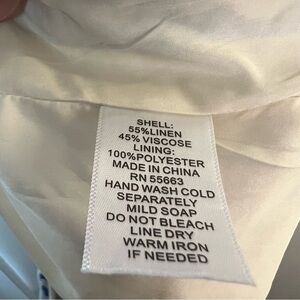 SHELL:
55%LINEN
45% VISCOSE
LINING:
100%POLYESTER
MADE IN CHINA
RN 55663
HAND WASH COLD
SEPARATELY
MILD SOAP
DO NOT BLEACH
LINE DRY
WARM IRON
IF NEEDED